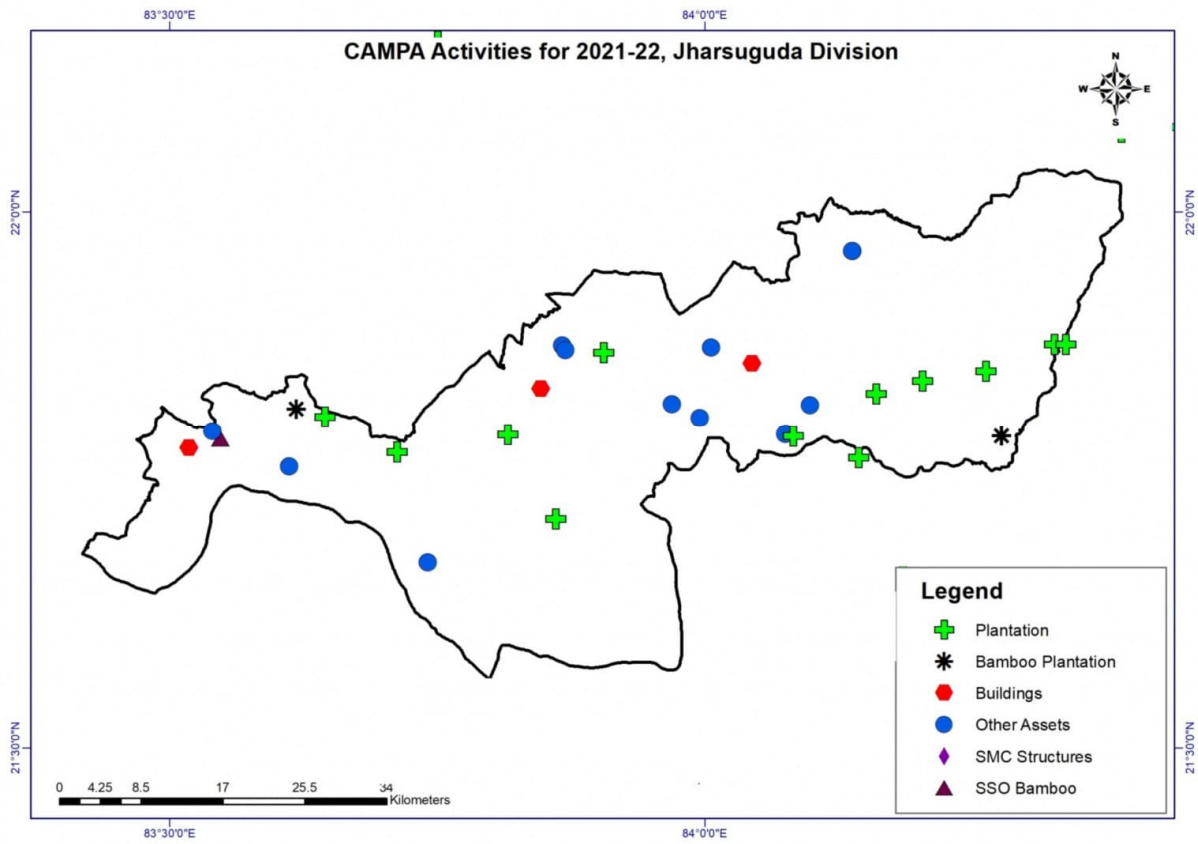 83°30'0"E 84°0'0"E
CAMPA Activities for 2021-22, Jharsuguda Division
N
W E
S
22°0'0"N 22°0'0"N
Legend
Plantation
Bamboo Plantation
Buildings
Other Assets
SMC Structures
SSO Bamboo
21°30'0"N 21°30'0"N
0 4.25 8.5 17 25.5 34
Kilometers
83°30'0"E 84°0'0"E